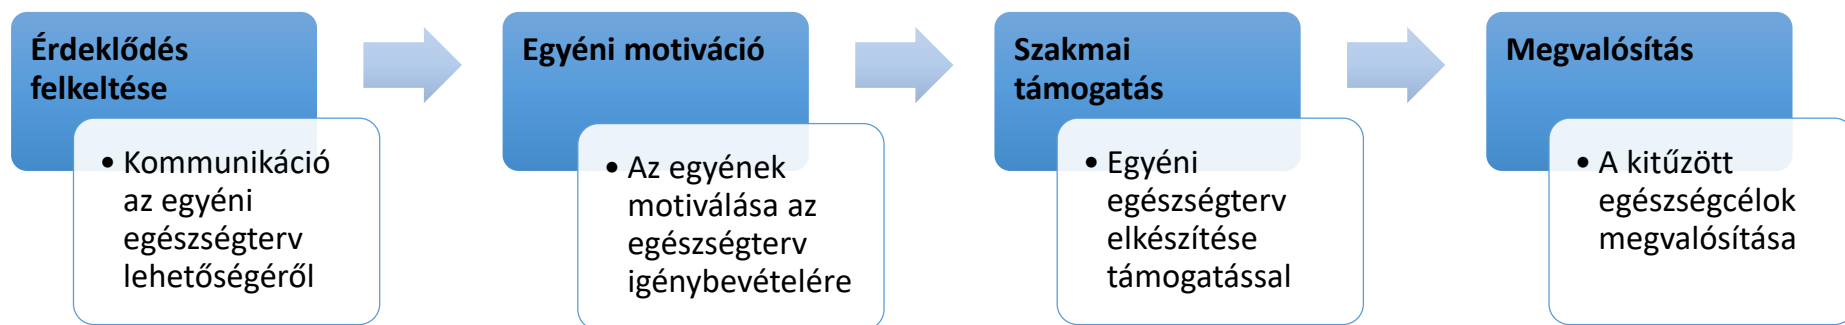 Érdeklődés
felkeltése
• Kommunikáció
az egyéni
egészségterv
lehetőségéről
Egyéni motiváció
• Az egyének
motiválása az
egészségterv
igénybevételére
Szakmai
támogatás
• Egyéni
egészségterv
elkészítése
támogatással
Megvalósítás
• A kitűzött
egészségcélok
megvalósítása